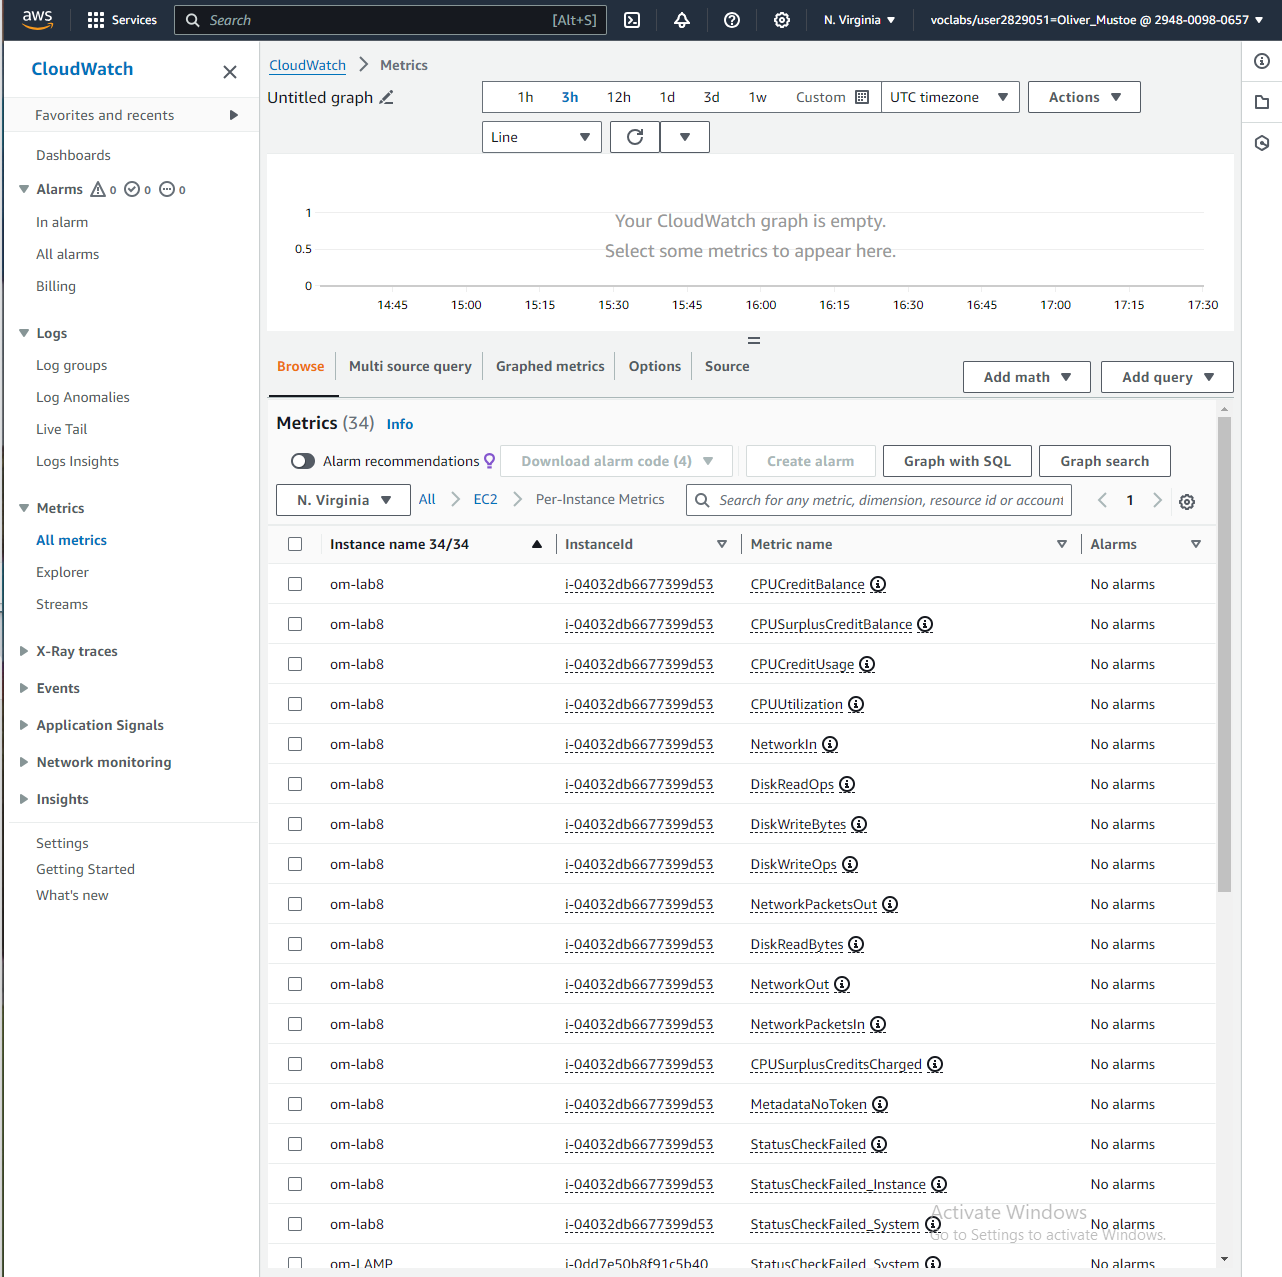 aws Services Search [Alt+S] N. Virginia voclabs/user2829051=Oliver_Mustoe @ 2948-0098-0657
CloudWatch
Favorites and recents
Dashboards
Alarms 0 0 0
In alarm
All alarms
Billing
Logs
Log groups
Log Anomalies
Live Tail
Logs Insights
Metrics
All metrics
Explorer
Streams
X-Ray traces
Events
Application Signals
Network monitoring
Insights
Settings
Getting Started
What's new
CloudWatch Metrics
Untitled graph 1h 3h 12h 1d 3d 1w Custom UTC timezone Actions
Line
1
0.5
0
Your CloudWatch graph is empty.
Select some metrics to appear here.
14:45 15:00 15:15 15:30 15:45 16:00 16:15 16:30 16:45 17:00 17:15 17:30
Browse Multi source query Graphed metrics Options Source Add math Add query
Metrics (34) Info
Alarm recommendations Download alarm code (4) Create alarm Graph with SQL Graph search
N. Virginia All EC2 Per-Instance Metrics Search for any metric, dimension, resource id or account 1
Instance name 34/34 InstanceId Metric name Alarms
om-lab8 i-04032db6677399d53 CPUCreditBalance No alarms
om-lab8 i-04032db6677399d53 CPUSurplusCreditBalance No alarms
om-lab8 i-04032db6677399d53 CPUCreditUsage No alarms
om-lab8 i-04032db6677399d53 CPUUtilization No alarms
om-lab8 i-04032db6677399d53 NetworkIn No alarms
om-lab8 i-04032db6677399d53 DiskReadOps No alarms
om-lab8 i-04032db6677399d53 DiskWriteBytes No alarms
om-lab8 i-04032db6677399d53 DiskWriteOps No alarms
om-lab8 i-04032db6677399d53 NetworkPacketsOut No alarms
om-lab8 i-04032db6677399d53 DiskReadBytes No alarms
om-lab8 i-04032db6677399d53 NetworkOut No alarms
om-lab8 i-04032db6677399d53 NetworkPacketsIn No alarms
om-lab8 i-04032db6677399d53 CPUSurplusCreditsCharged No alarms
om-lab8 i-04032db6677399d53 MetadataNoToken No alarms
om-lab8 i-04032db6677399d53 StatusCheckFailed No alarms
om-lab8 i-04032db6677399d53 StatusCheckFailed_Instance No alarms
om-lab8 i-04032db6677399d53 StatusCheckFailed_System No alarms
om-LAMP i-0dd7e50b8f91c5b40 StatusCheckFailed_System No alarms
Activate Windows
Go to Settings to activate Windows.